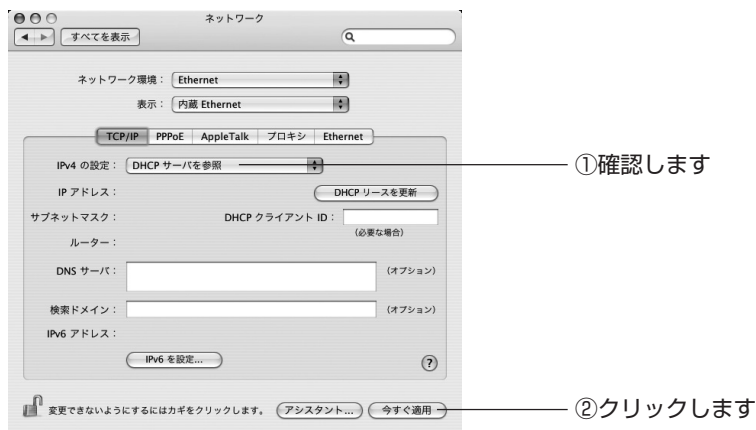 ネットワーク
すべてを表示
ネットワーク環境： Ethernet
表示： 内蔵 Ethernet
TCP/IP PPPoE AppleTalk プロキシ Ethernet
IPv4 の設定： DHCP サーバを参照 ①確認します
IP アドレス： DHCP リースを更新
サブネットマスク： DHCP クライアント ID：
（必要な場合）
ルーター：
DNS サーバ： （オプション）
検索ドメイン： （オプション）
IPv6 アドレス：
IPv6 を設定... ?
変更できないようにするにはカギをクリックします。 アシスタント... 今すぐ適用 ②クリックします